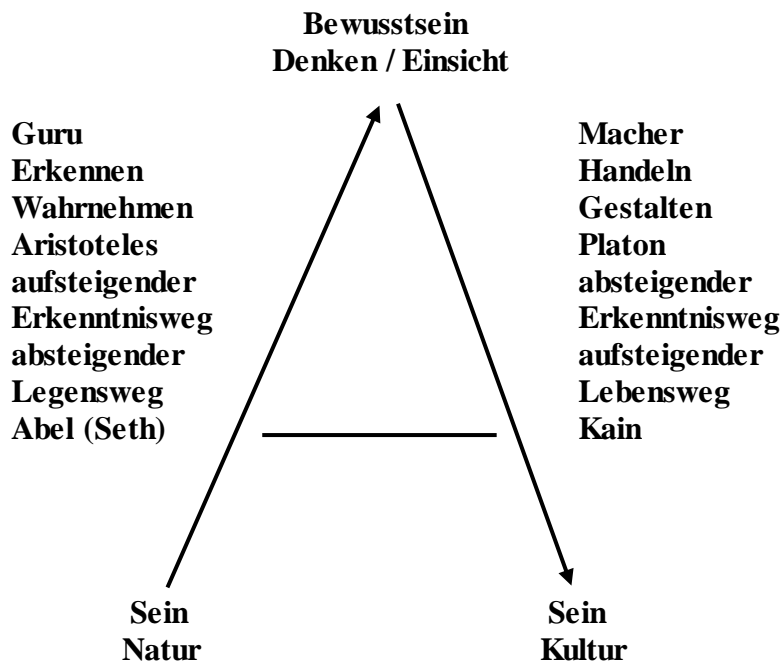 Bewusstsein
Denken / Einsicht
Guru
Erkennen
Wahrnehmen
Aristoteles
aufsteigender
Erkenntnisweg
absteigender
Legensweg
Abel (Seth)
Macher
Handeln
Gestalten
Platon
absteigender
Erkenntnisweg
aufsteigender
Lebensweg
Kain
Sein
Natur
Sein
Kultur